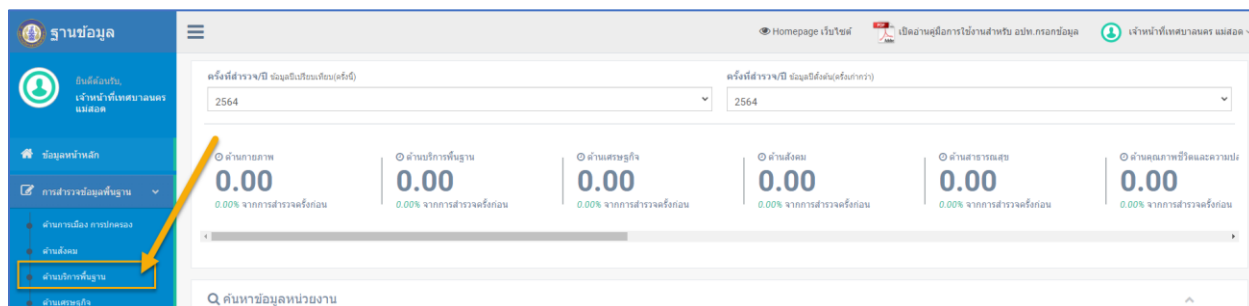 ฐานข้อมูล
Homepage เว็บไซต์
เปิดอ่านคู่มือการใช้งานสำหรับ อปท.กรอกข้อมูล
เจ้าหน้าที่เทศบาลนคร แม่สอด
ยินดีต้อนรับ,
เจ้าหน้าที่เทศบาลนคร
แม่สอด
ครั้งที่สำรวจ/ปี ข้อมูลปีเปรียบเทียบ(ครั้งนี้)
2564
ครั้งที่สำรวจ/ปี ข้อมูลปีตั้งต้น(ครั้งเก่ากว่า)
2564
ข้อมูลหน้าหลัก
การสำรวจข้อมูลพื้นฐาน
ด้านการเมือง การปกครอง
ด้านสังคม
ด้านบริการพื้นฐาน
ด้านเศรษฐกิจ
ด้านกายภาพ
0.00
0.00% จากการสำรวจครั้งก่อน
ด้านบริการพื้นฐาน
0.00
0.00% จากการสำรวจครั้งก่อน
ด้านเศรษฐกิจ
0.00
0.00% จากการสำรวจครั้งก่อน
ด้านสังคม
0.00
0.00% จากการสำรวจครั้งก่อน
ด้านสาธารณสุข
0.00
0.00% จากการสำรวจครั้งก่อน
ด้านคุณภาพชีวิตและความปล
0.00
0.00% จากการสำรวจครั้งก่อน
ค้นหาข้อมูลหน่วยงาน